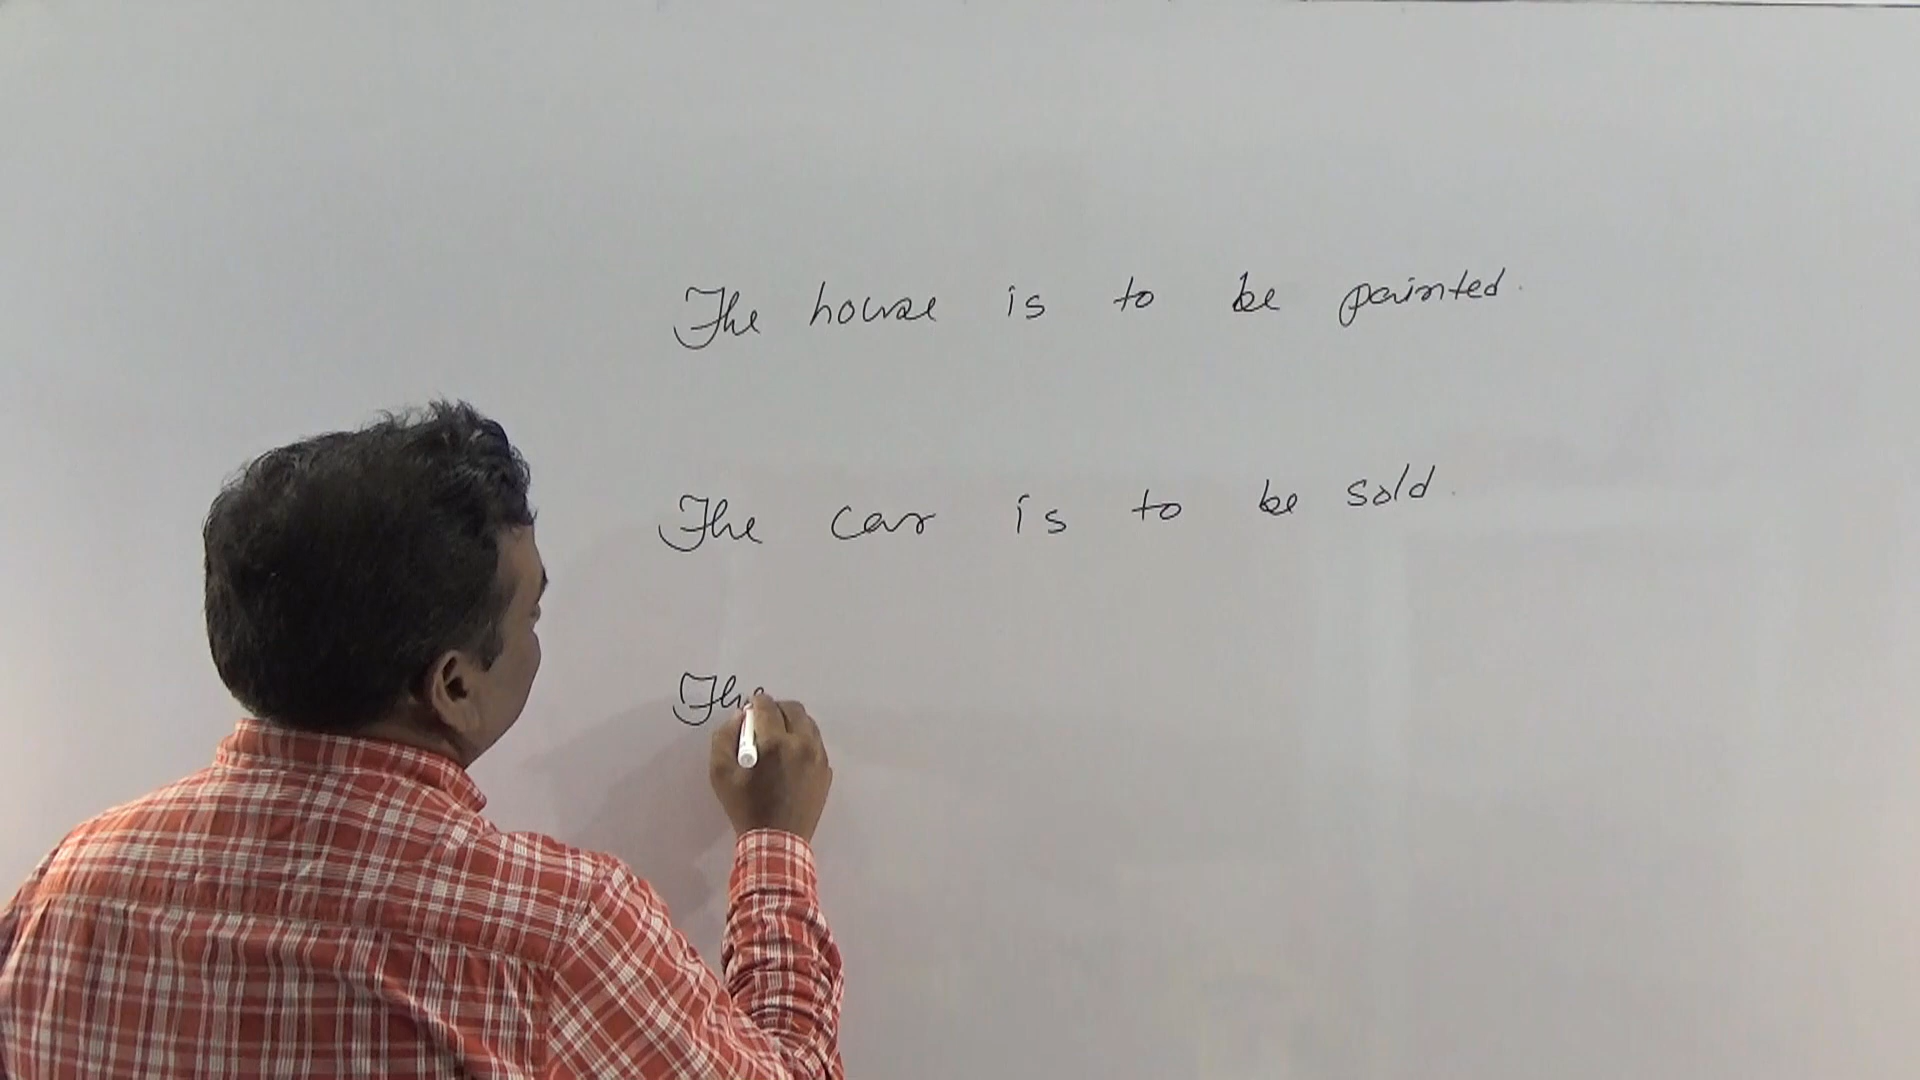 The house is to be painted.
The car is to be sold.
The